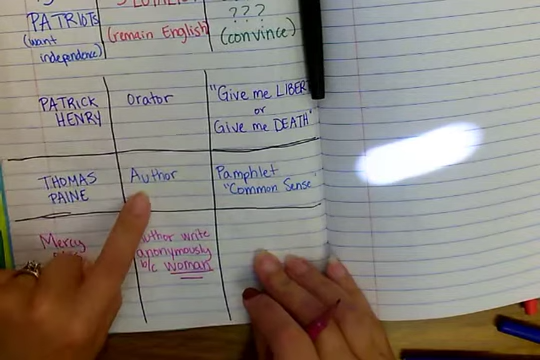 PATRIOTS
(want
independence)
(remain English)
???
(convince)
PATRICK
HENRY
Orator
"Give me LIBER
or
Give me DEATH"
THOMAS
PAINE
Author
Pamphlet
"Common Sense"
Mercy
author write
anonymously
b/c woman